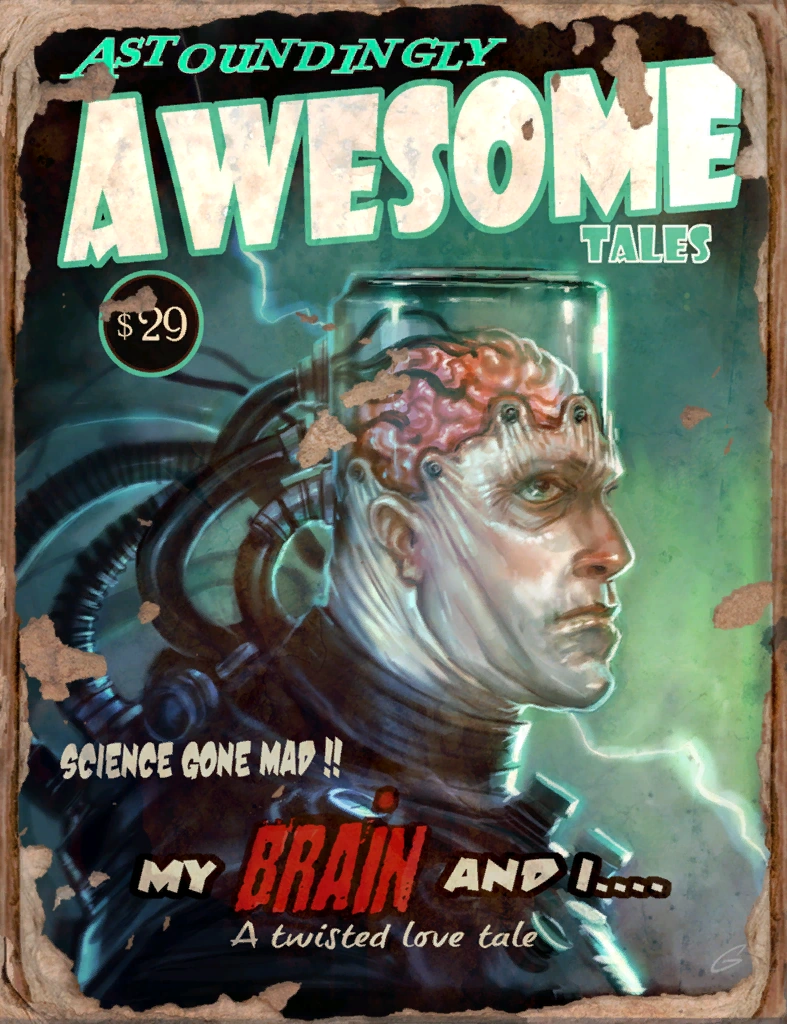 ASTOUNDINGLY
AWESOME
TALES
$29
SCIENCE GONE MAD !!
MY BRAIN AND I....
A twisted love tale
G